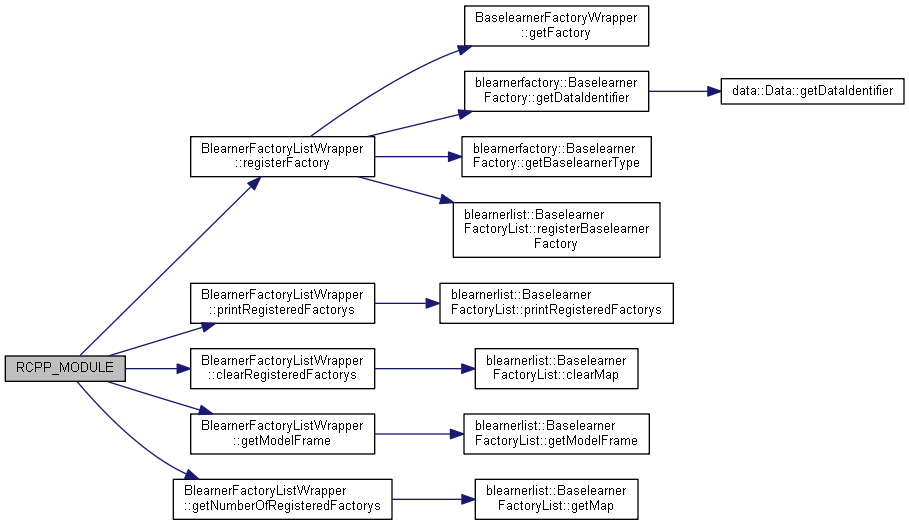 BaselearnerFactoryWrapper
::getFactory
blearnerfactory::Baselearner
Factory::getDataIdentifier
data::Data::getDataIdentifier
BlearnerFactoryListWrapper
::registerFactory
blearnerfactory::Baselearner
Factory::getBaselearnerType
blearnerlist::Baselearner
FactoryList::registerBaselearner
Factory
BlearnerFactoryListWrapper
::printRegisteredFactorys
blearnerlist::Baselearner
FactoryList::printRegisteredFactorys
RCPP_MODULE
BlearnerFactoryListWrapper
::clearRegisteredFactorys
blearnerlist::Baselearner
FactoryList::clearMap
BlearnerFactoryListWrapper
::getModelFrame
blearnerlist::Baselearner
FactoryList::getModelFrame
BlearnerFactoryListWrapper
::getNumberOfRegisteredFactorys
blearnerlist::Baselearner
FactoryList::getMap